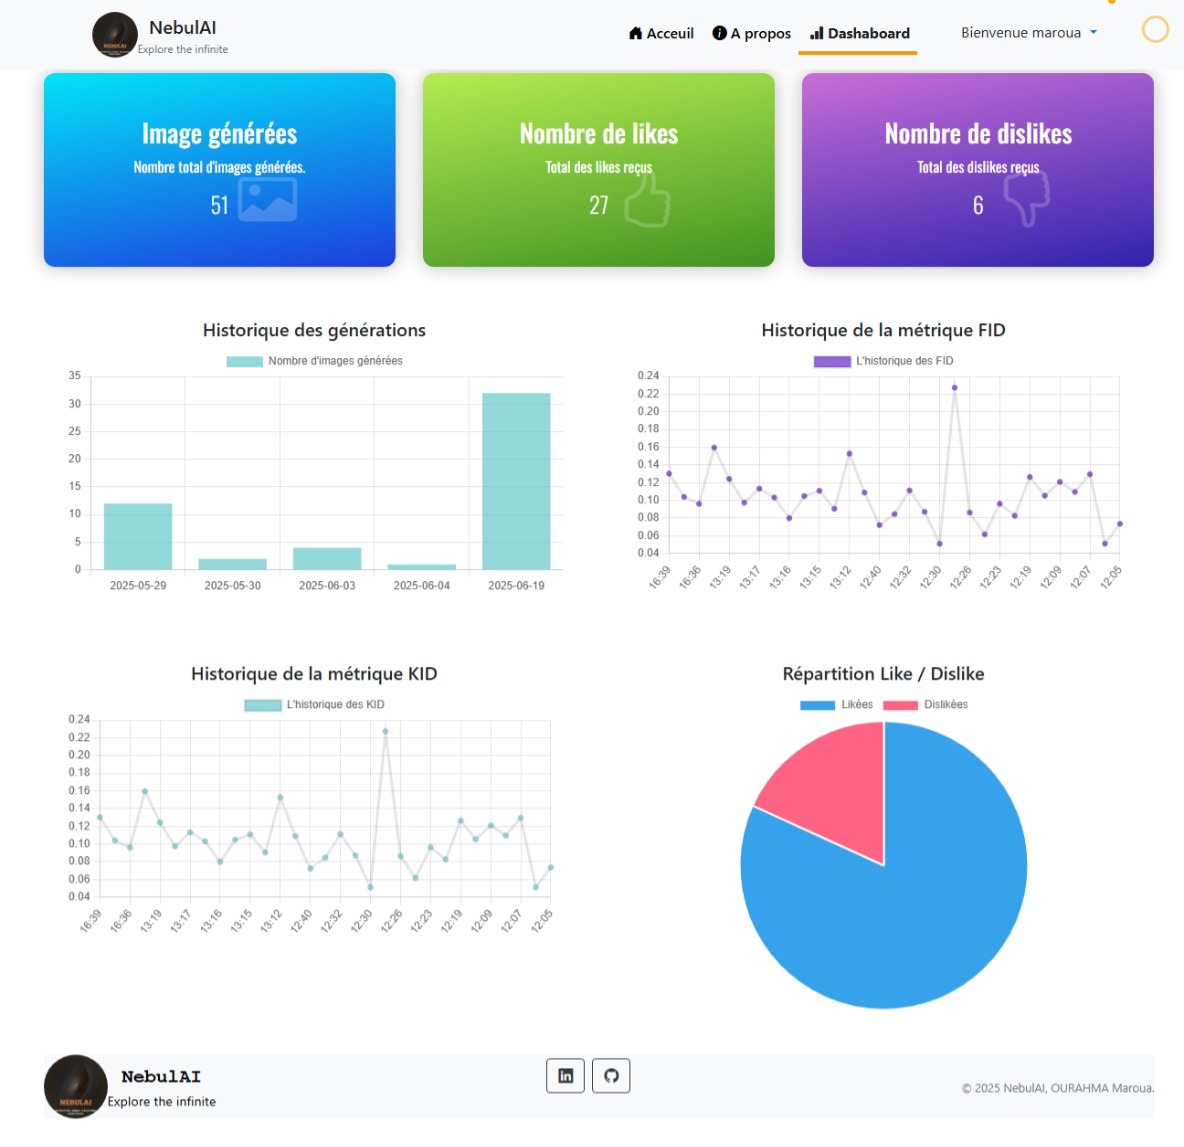 NebulAI
Explore the infinite
Acceuil
A propos
Dashaboard
Bienvenue maroua
NEBULAI
Image générées
Nombre total d'images générées.
51
Nombre de likes
Total des likes reçus
27
Nombre de dislikes
Total des dislikes reçus
6
Historique des générations
Nombre d'images générées
35
30
25
20
15
10
5
0
2025-05-29 2025-05-30 2025-06-03 2025-06-04 2025-06-19
Historique de la métrique FID
L'historique des FID
0.24
0.22
0.20
0.18
0.16
0.14
0.12
0.10
0.08
0.06
0.04
16:39 16:36 13:19 13:17 13:16 13:15 13:12 12:40 12:32 12:30 12:26 12:23 12:19 12:09 12:07 12:05
Historique de la métrique KID
L'historique des KID
0.24
0.22
0.20
0.18
0.16
0.14
0.12
0.10
0.08
0.06
0.04
16:39 16:36 13:19 13:17 13:16 13:15 13:12 12:40 12:32 12:30 12:26 12:23 12:19 12:09 12:07 12:05
Répartition Like / Dislike
Likées Dislikées
NEBULAI
NebulAI
Explore the infinite
in
© 2025 NebulAI, OURAHMA Maroua.